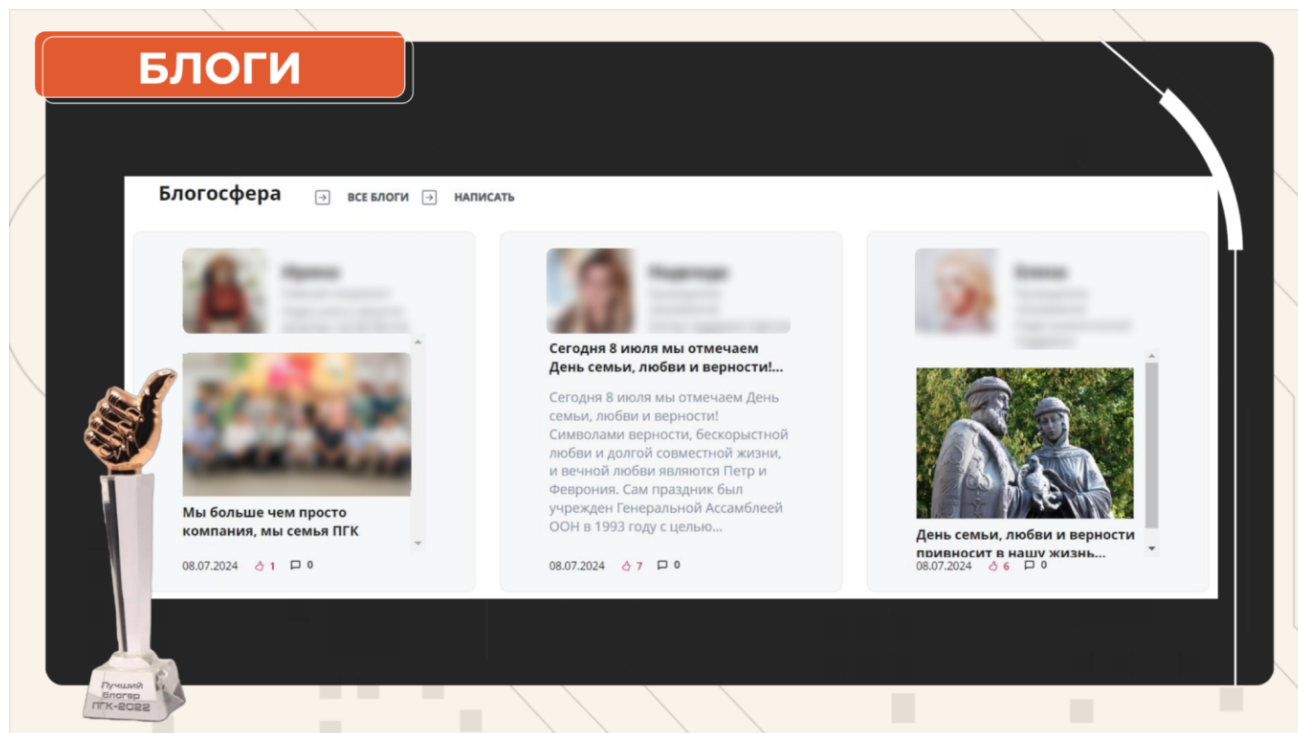 БЛОГИ
Блогосфера
ВСЕ БЛОГИ
НАПИСАТЬ
Мы больше чем просто
компания, мы семья ПГК
08.07.2024 1 0
Сегодня 8 июля мы отмечаем
День семьи, любви и верности!...
Сегодня 8 июля мы отмечаем День
семьи, любви и верности!
Символами верности, бескорыстной
любви и долгой совместной жизни,
и вечной любви являются Петр и
Феврония. Сам праздник был
учрежден Генеральной Ассамблеей
ООН в 1993 году с целью...
08.07.2024 7 0
День семьи, любви и верности
привносит в нашу жизнь...
08.07.2024 6 0
Лучший
блогер
ПГК-2022